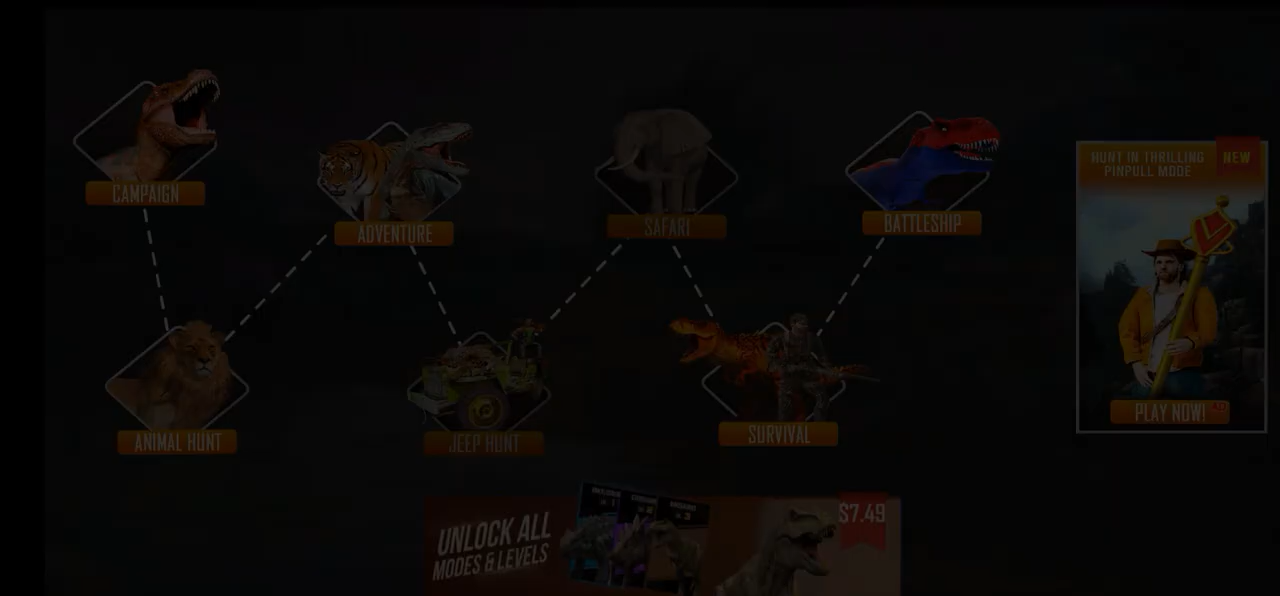 CAMPAIGN
ADVENTURE
SAFARI
BATTLESHIP
ANIMAL HUNT
JEEP HUNT
SURVIVAL
HUNT IN THRILLING
PINPULL MODE
NEW
PLAY NOW!
UNLOCK ALL
MODES & LEVELS
$7.49